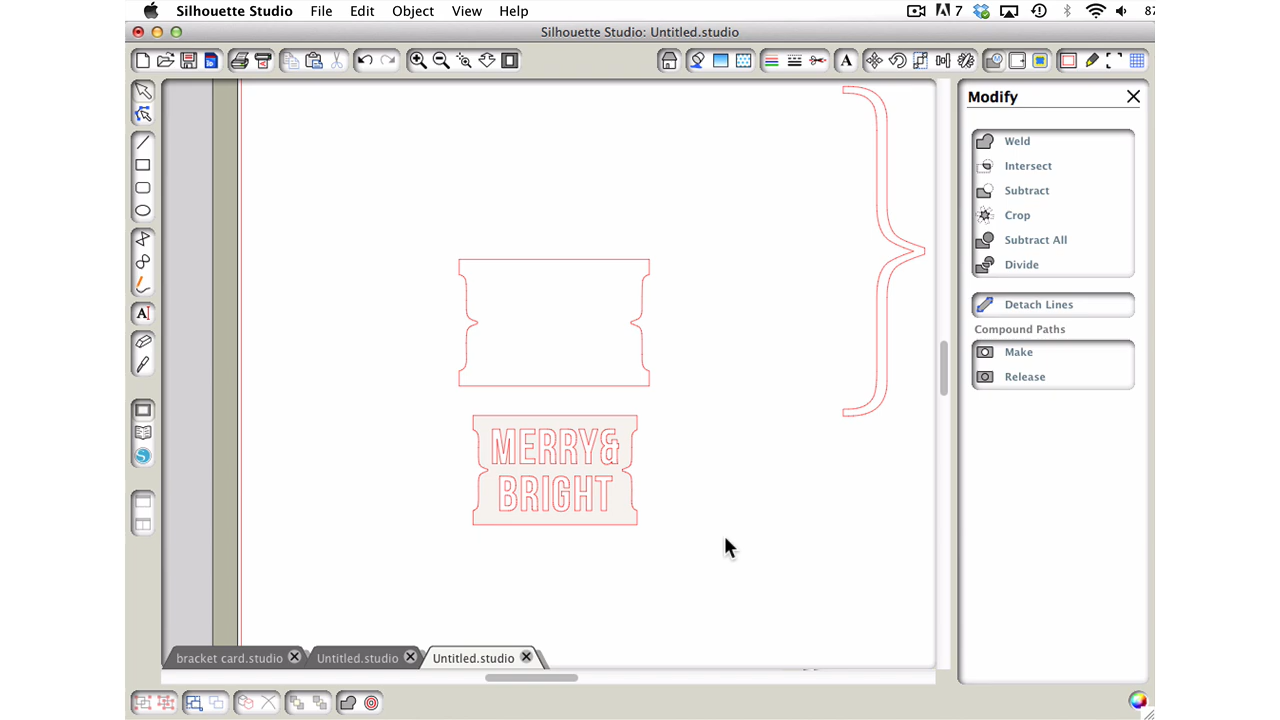 Silhouette Studio File Edit Object View Help
7
87
Silhouette Studio: Untitled.studio
A
A
Modify
Weld
Intersect
Subtract
Crop
Subtract All
Divide
Detach Lines
Compound Paths
Make
Release
MERRY&
BRIGHT
bracket card.studio
Untitled.studio
Untitled.studio